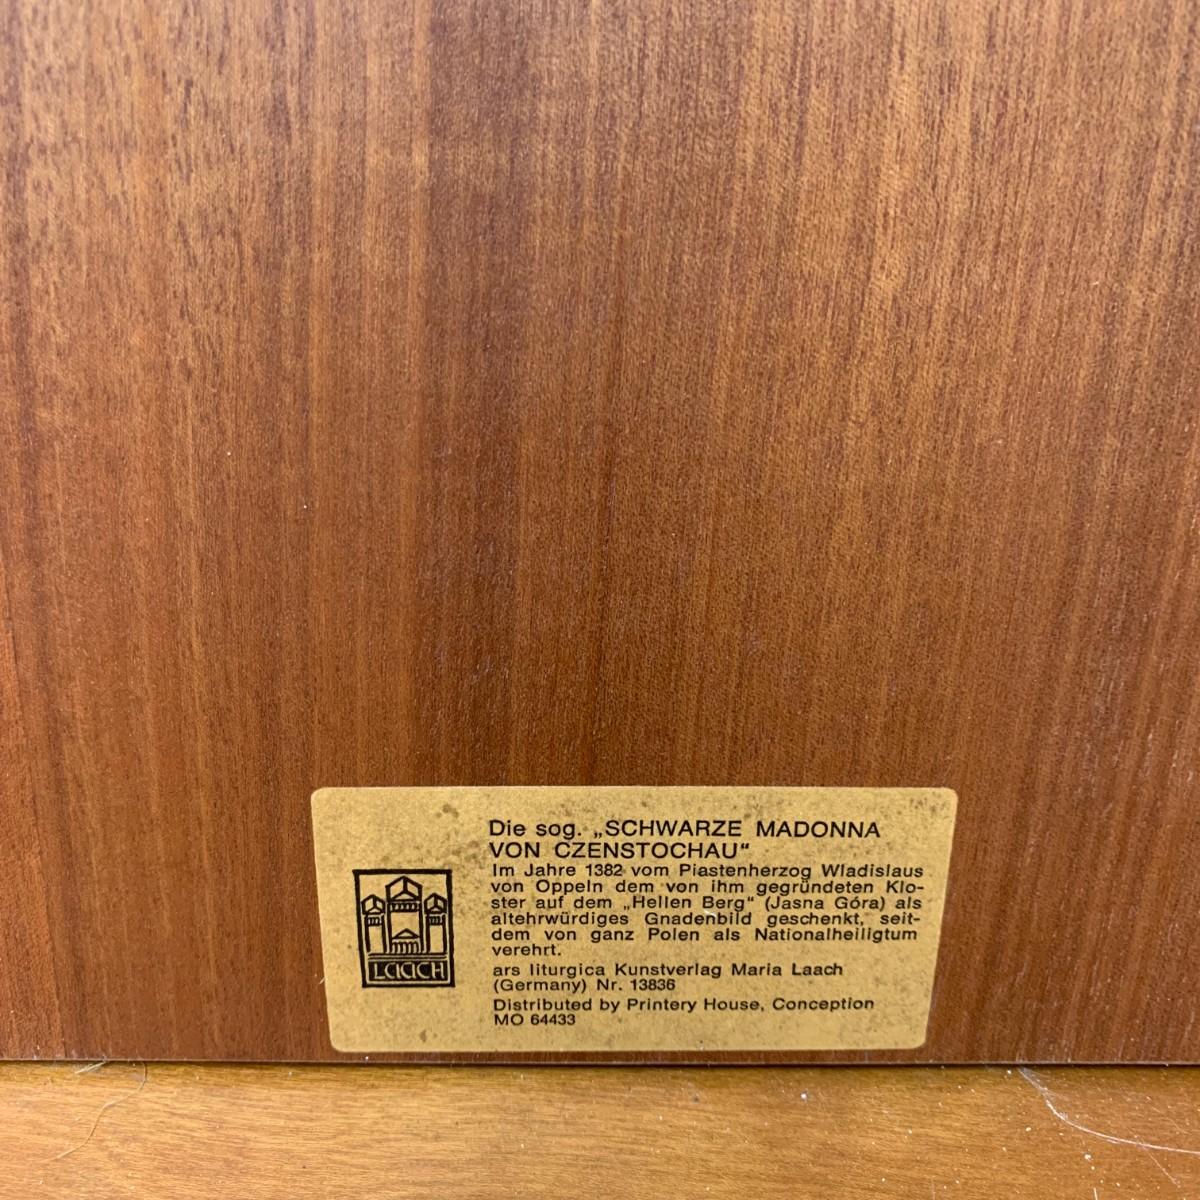 Die sog. „SCHWARZE MADONNA
VON CZENSTOCHAU“
Im Jahre 1382 vom Piastenherzog Wladislaus
von Oppeln dem von ihm gegründeten Klo-
ster auf dem „Hellen Berg“ (Jasna Góra) als
altehrwürdiges Gnadenbild geschenkt, seit-
dem von ganz Polen als Nationalheiligtum
verehrt.
LAACH
ars liturgica Kunstverlag Maria Laach
(Germany) Nr. 13836
Distributed by Printery House, Conception
MO 64433